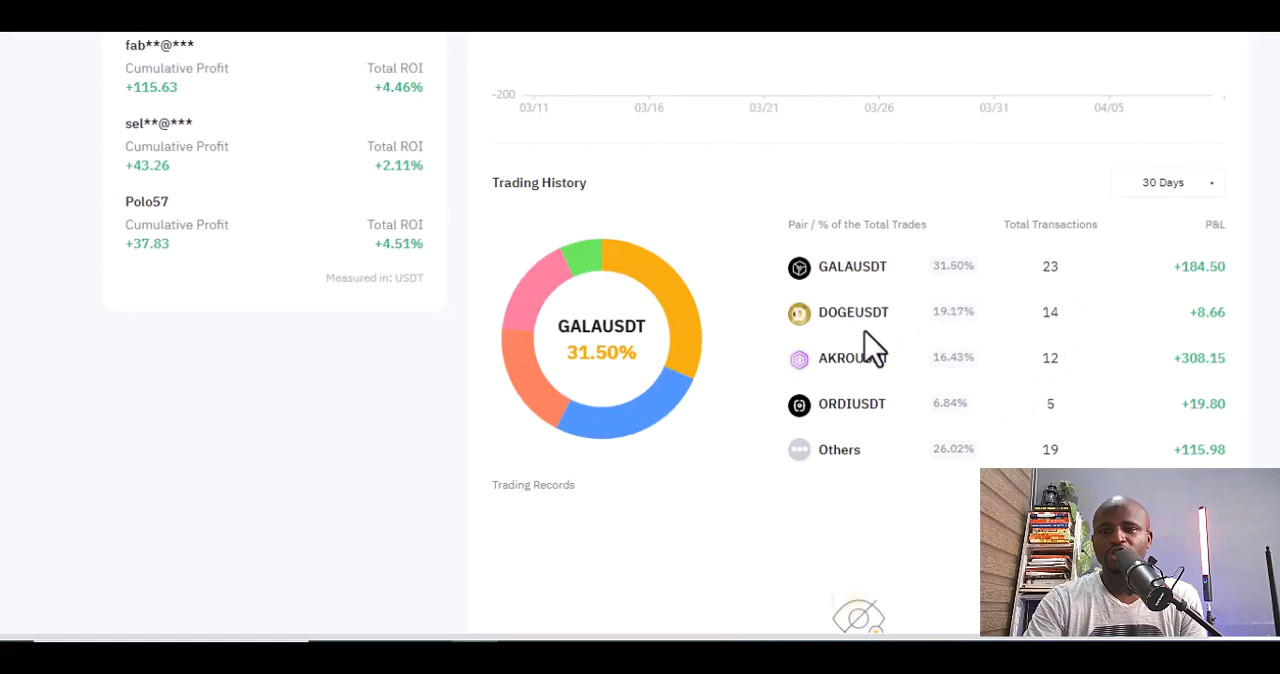 fab**@***
Cumulative Profit Total ROI
+115.63 +4.46%
sel**@***
Cumulative Profit Total ROI
+43.26 +2.11%
Polo57
Cumulative Profit Total ROI
+37.83 +4.51%
Measured in: USDT
-200
03/11 03/16 03/21 03/26 03/31 04/05
Trading History
30 Days
GALAUSDT
31.50%
Pair / % of the Total Trades Total Transactions P&L
GALAUSDT 31.50% 23 +184.50
DOGEUSDT 19.17% 14 +8.66
16.43% 12 +308.15
ORDIUSDT 6.84% 5 +19.80
Others 26.02% 19 +115.98
Trading Records